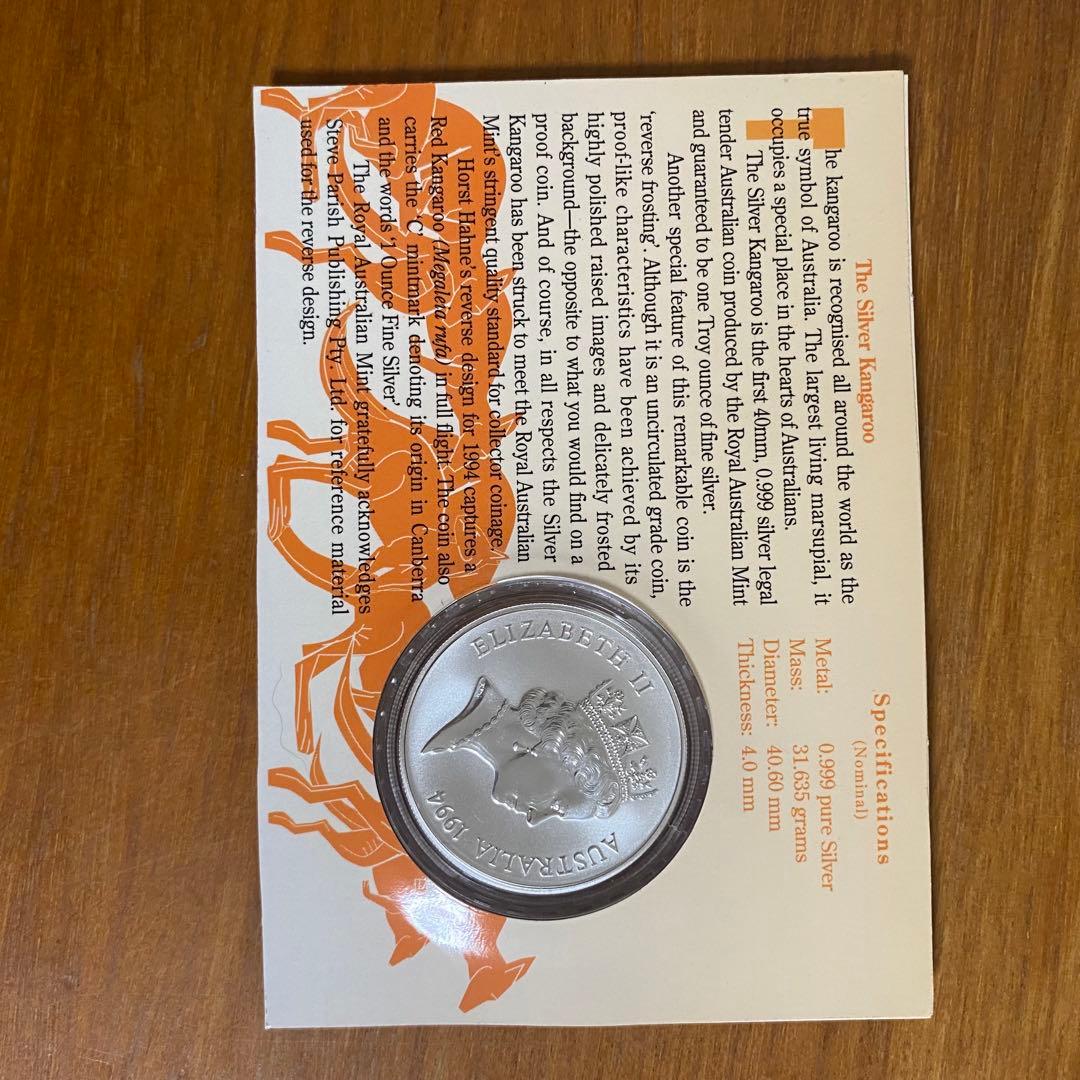 The Silver Kangaroo
The kangaroo is recognised all around the world as the
true symbol of Australia. The largest living marsupial, it
occupies a special place in the hearts of Australians.
The Silver Kangaroo is the first 40mm, 0.999 silver legal
tender Australian coin produced by the Royal Australian Mint
and guaranteed to be one Troy ounce of fine silver.
Another special feature of this remarkable coin is the
‘reverse frosting’. Although it is an uncirculated grade coin,
proof-like characteristics have been achieved by its
highly polished raised images and delicately frosted
background—the opposite to what you would find on a
proof coin. And of course, in all respects the Silver
Kangaroo has been struck to meet the Royal Australian
Mint's stringent quality standard for collector coinage.
Horst Hahne's reverse design for 1994 captures a
Red Kangaroo (Megaleia rufa) in full flight. The coin also
carries the ‘C’ mintmark denoting its origin in Canberra
and the words ‘1 Ounce Fine Silver’.
The Royal Australian Mint gratefully acknowledges
Steve Parish Publishing Pty. Ltd. for reference material
used for the reverse design.
Specifications
(Nominal)
Metal: 0.999 pure Silver
Mass: 31.635 grams
Diameter: 40.60 mm
Thickness: 4.0 mm
ELIZABETH II
AUSTRALIA 1994